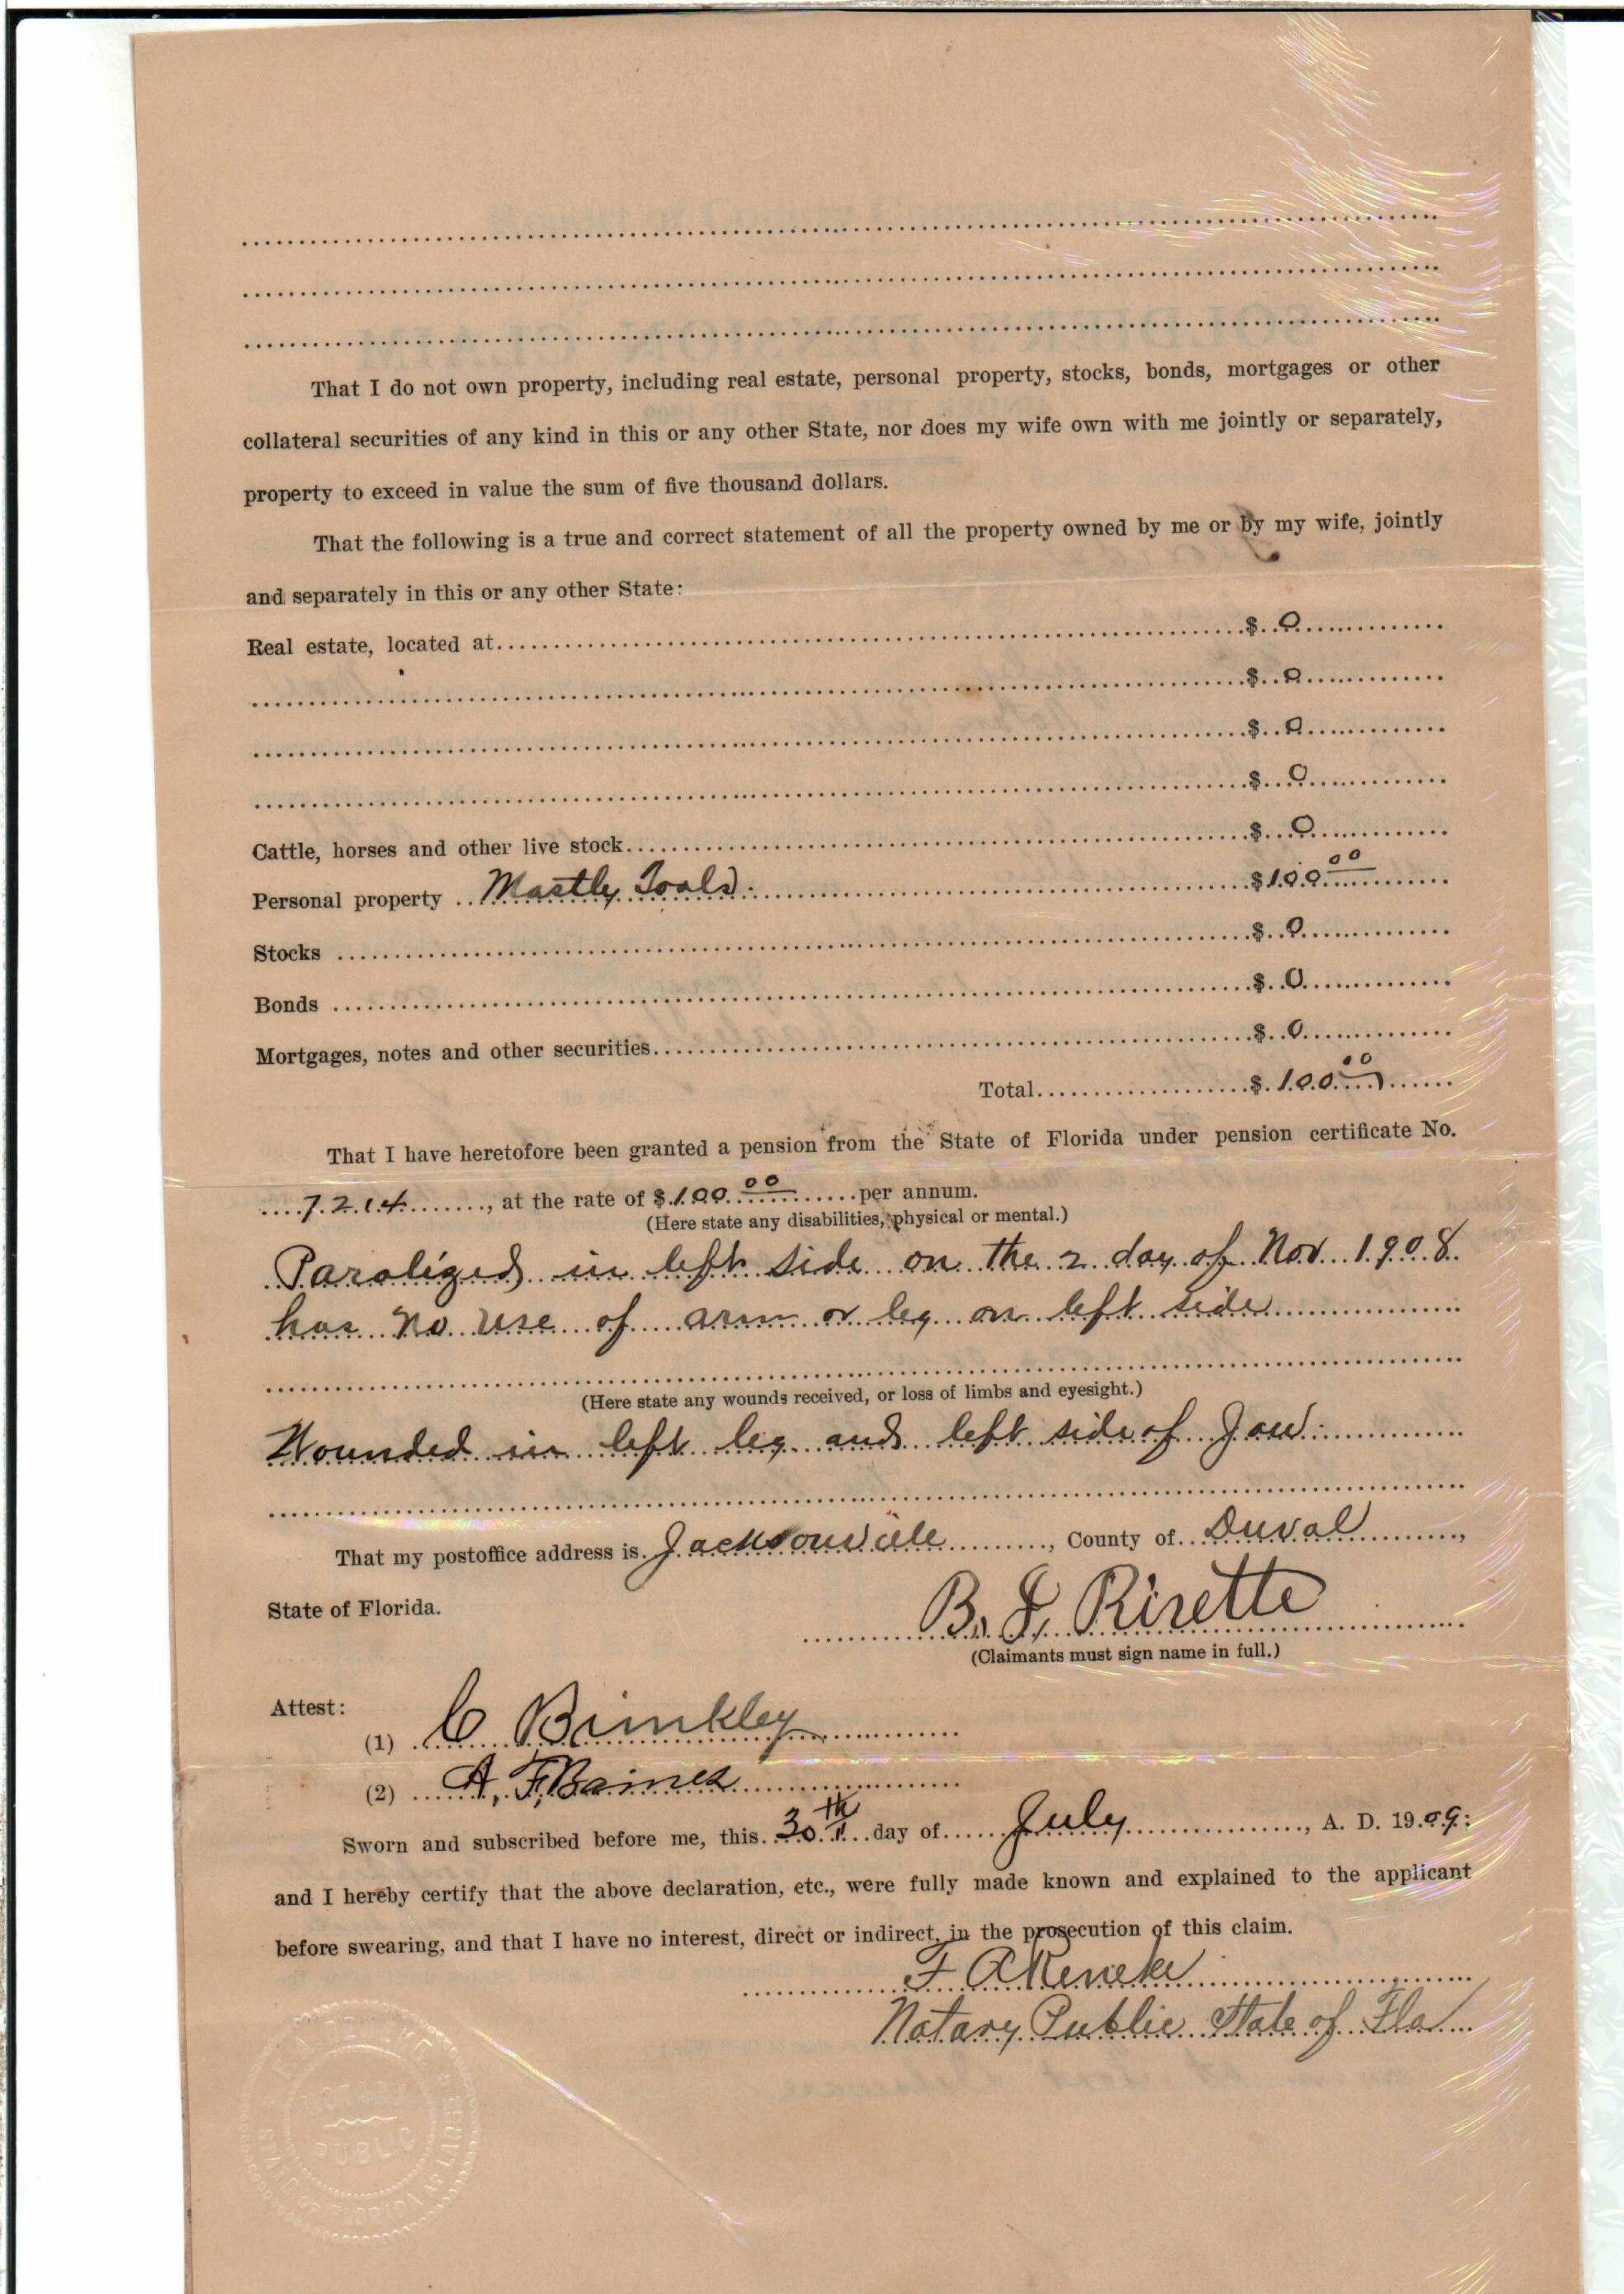 That I do not own property, including real estate, personal property, stocks, bonds, mortgages or other
collateral securities of any kind in this or any other State, nor does my wife own with me jointly or separately,
property to exceed in value the sum of five thousand dollars.
That the following is a true and correct statement of all the property owned by me or by my wife, jointly
and separately in this or any other State:
Real estate, located at $ 0
$ 0
$ 0
$ 0
Cattle, horses and other live stock $ 0
Personal property Mastly Tools $100.00
Stocks $ 0
Bonds $ 0
Mortgages, notes and other securities $ 0
Total $ 100.00
That I have heretofore been granted a pension from the State of Florida under pension certificate No.
7214, at the rate of $100.00 per annum.
(Here state any disabilities, physical or mental.)
Paralized in left side on the 2 day of Nov 1908.
has no use of arm or leg on left side
(Here state any wounds received, or loss of limbs and eyesight.)
Wounded in left leg and left side of Jaw.
That my postoffice address is Jacksonville, County of Duval,
State of Florida.
B. J. Rizette
(Claimants must sign name in full.)
Attest:
(1) C Brinkley
(2) A. F. Baines
Sworn and subscribed before me, this 30th day of July, A. D. 1909:
and I hereby certify that the above declaration, etc., were fully made known and explained to the applicant
before swearing, and that I have no interest, direct or indirect, in the prosecution of this claim.
F A
Notary Public State of Fla
NOTARY
PUBLIC
STATE OF FLORIDA AT LARGE